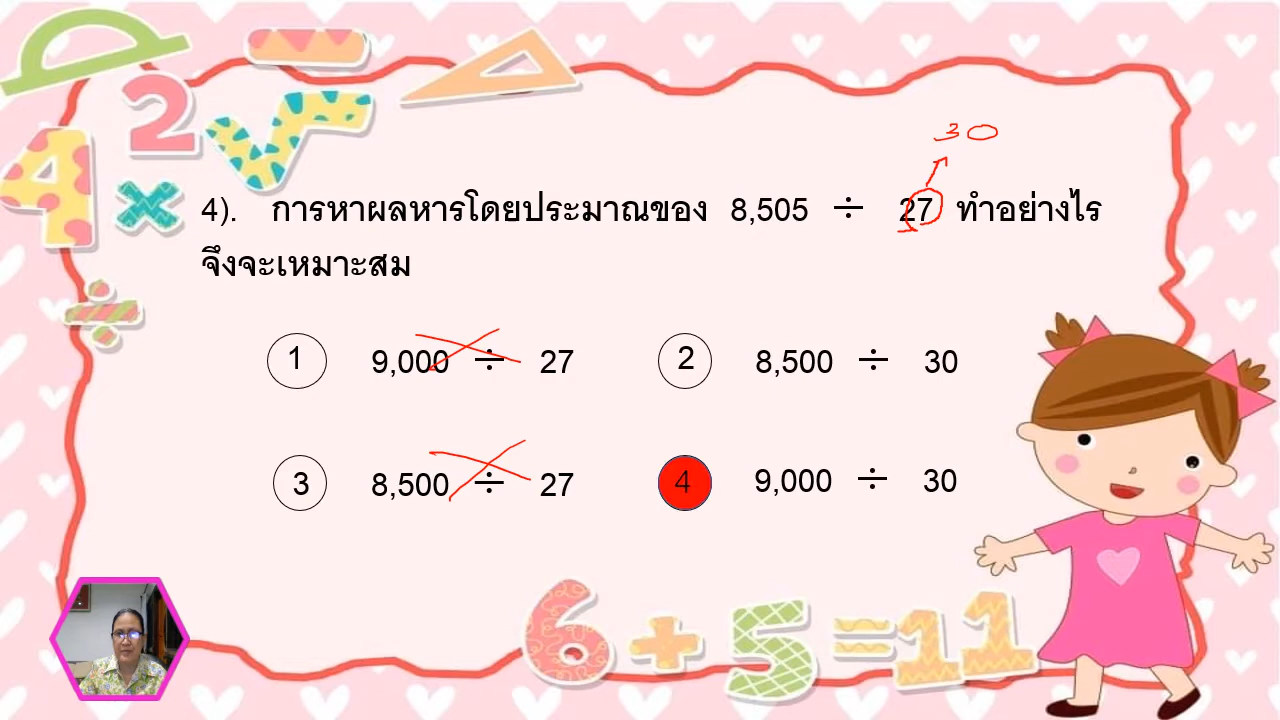 30
4). การหาผลหารโดยประมาณของ 8,505 ÷ 27 ทำอย่างไร
จึงจะเหมาะสม
1 9,000 ÷ 27 2 8,500 ÷ 30
3 8,500 ÷ 27 4 9,000 ÷ 30
4 2 √ × ÷ −
6+5=11